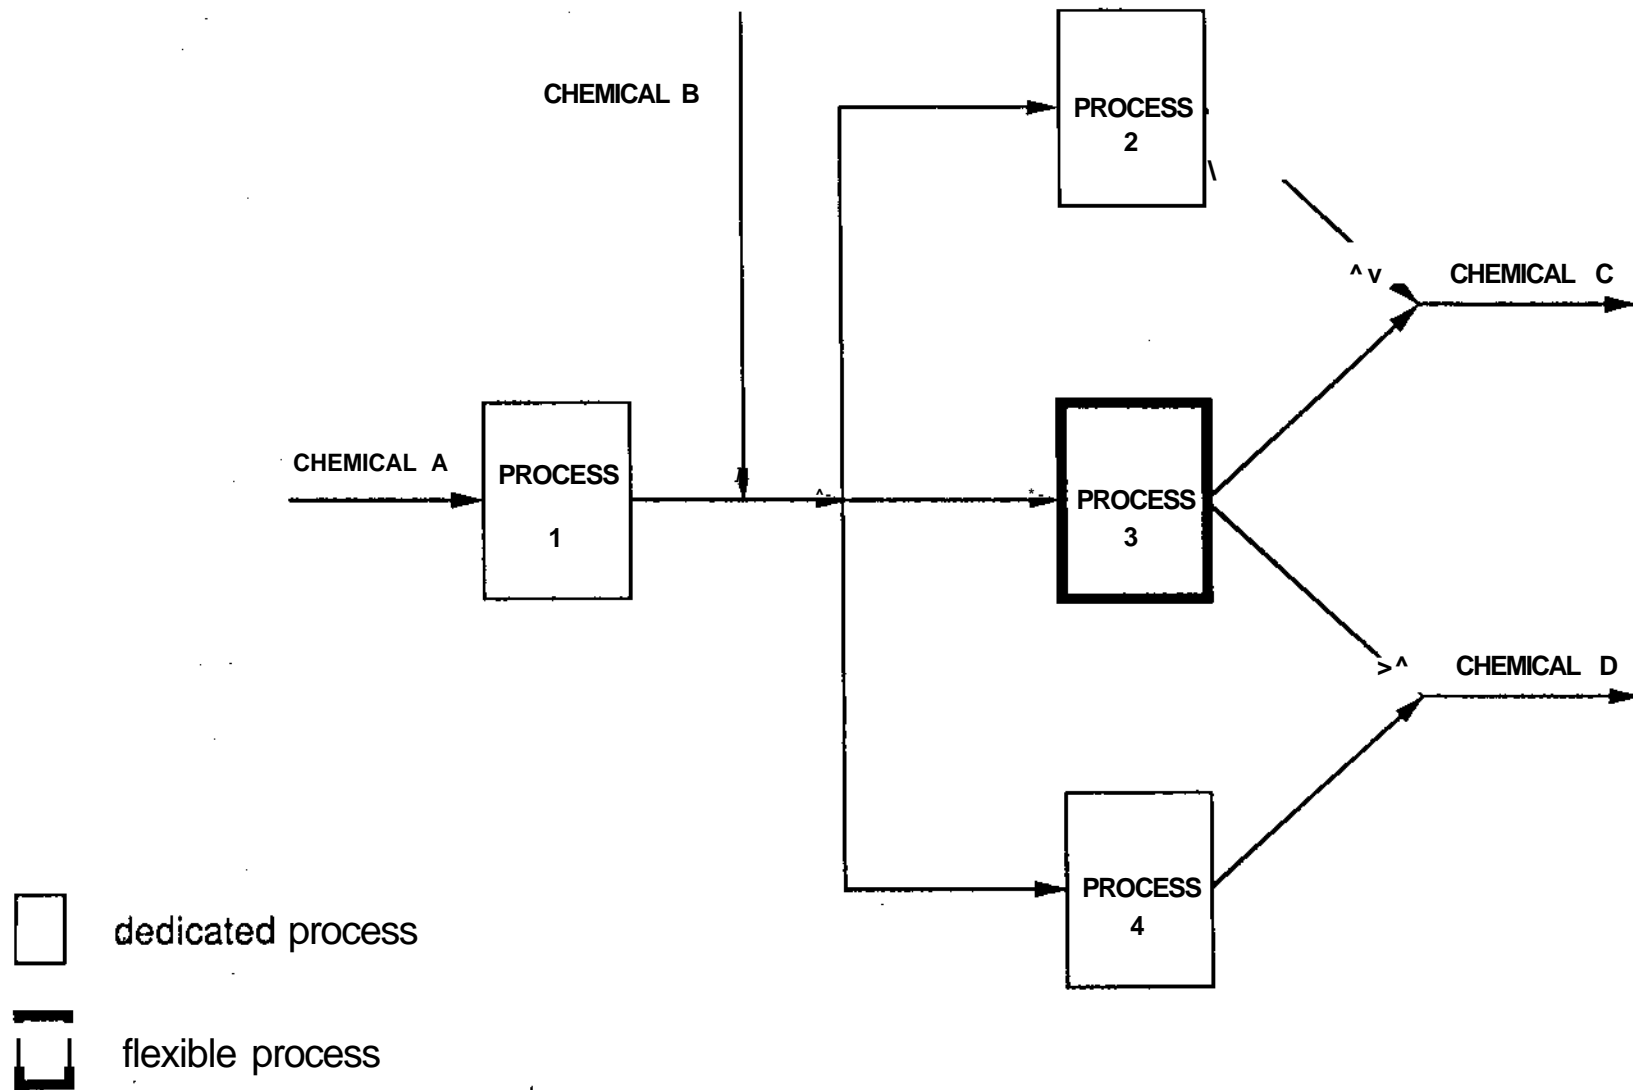 CHEMICAL B
PROCESS
2
CHEMICAL C
CHEMICAL A
PROCESS
1
PROCESS
3
CHEMICAL D
PROCESS
4
dedicated process
flexible process